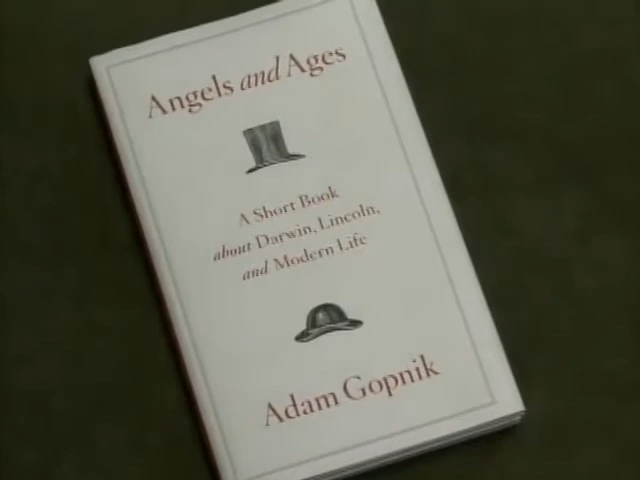 Angels and Ages
A Short Book
about Darwin, Lincoln,
and Modern Life
Adam Gopnik